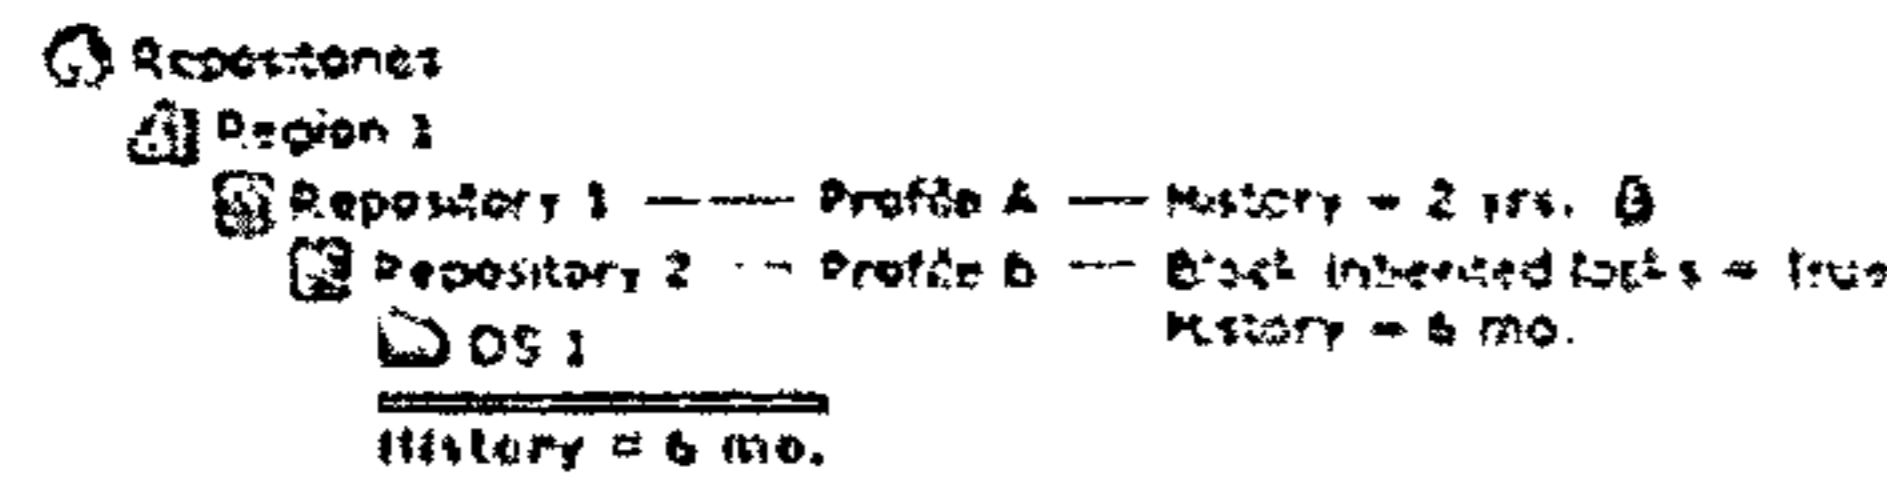 Repositories
Region 1
Repository 1 Profile A History = 2 yrs.
Repository 2 Profile B Block inherited locks = True
History = 6 mo.
OS 1
History = 6 mo.